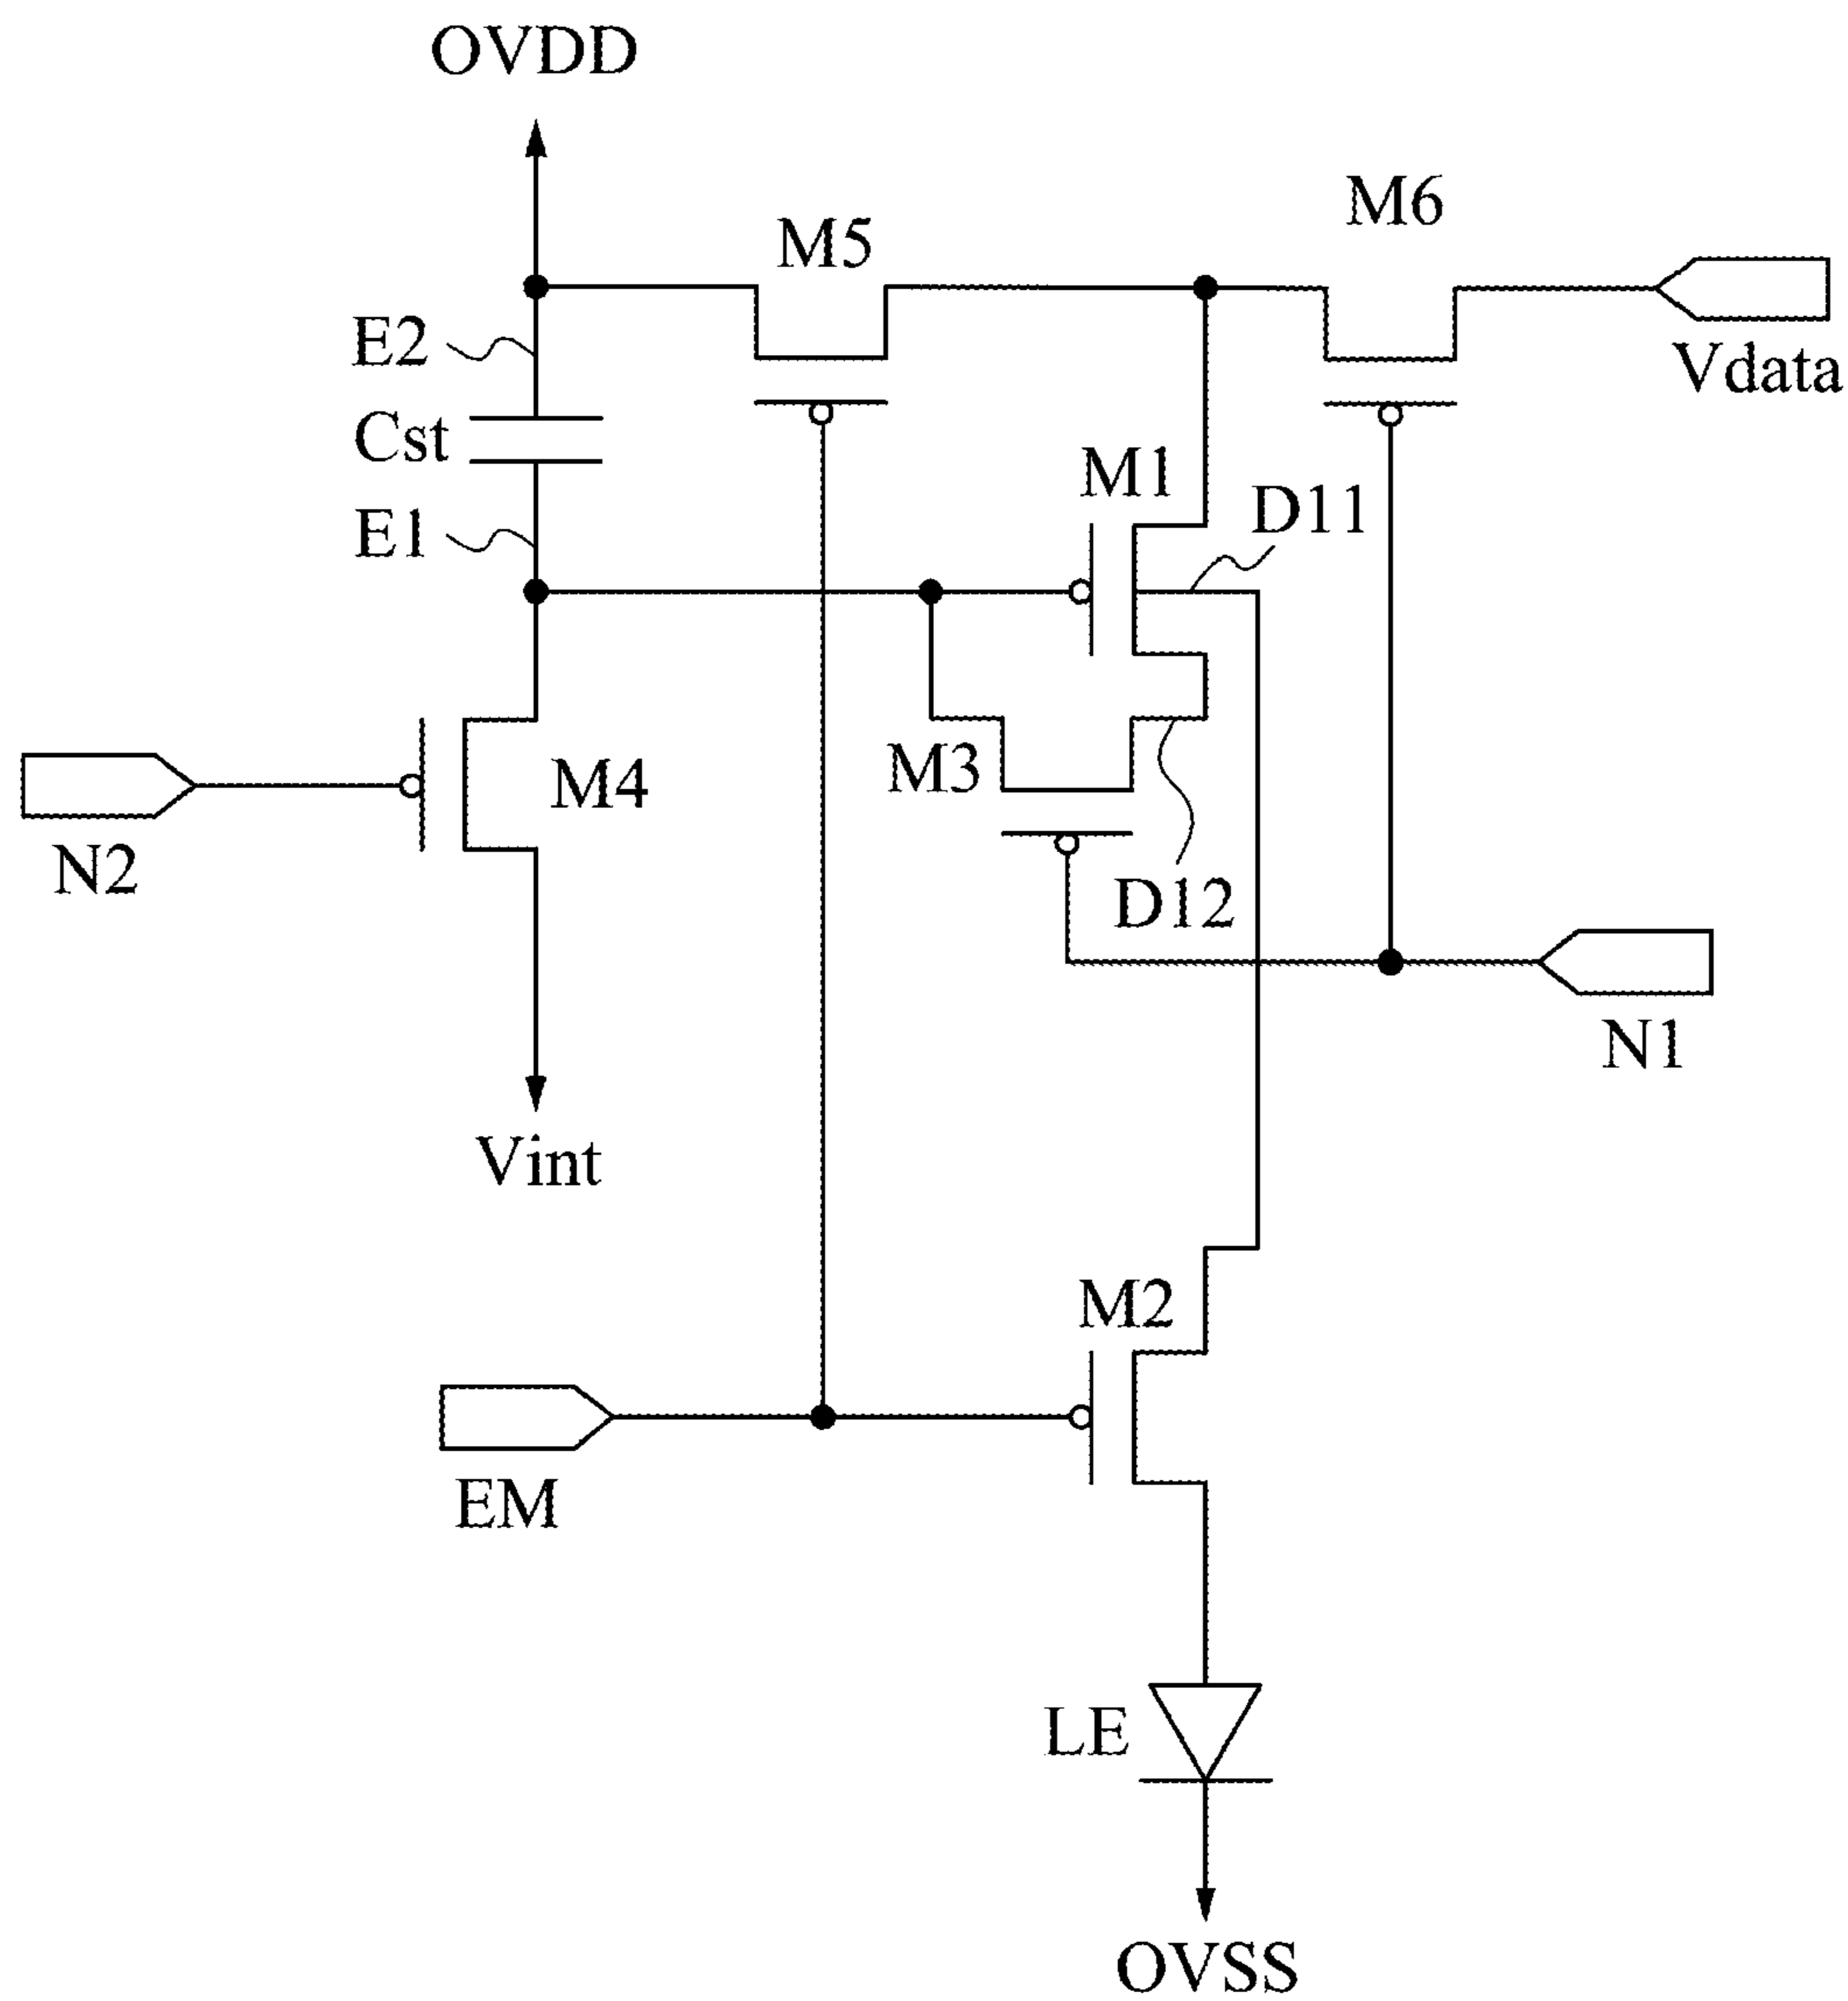 OVDD
M6
M5
E2
Vdata
Cst
M1
D11
E1
M3
M4
N2
D12
N1
Vint
M2
EM
LE
OVSS